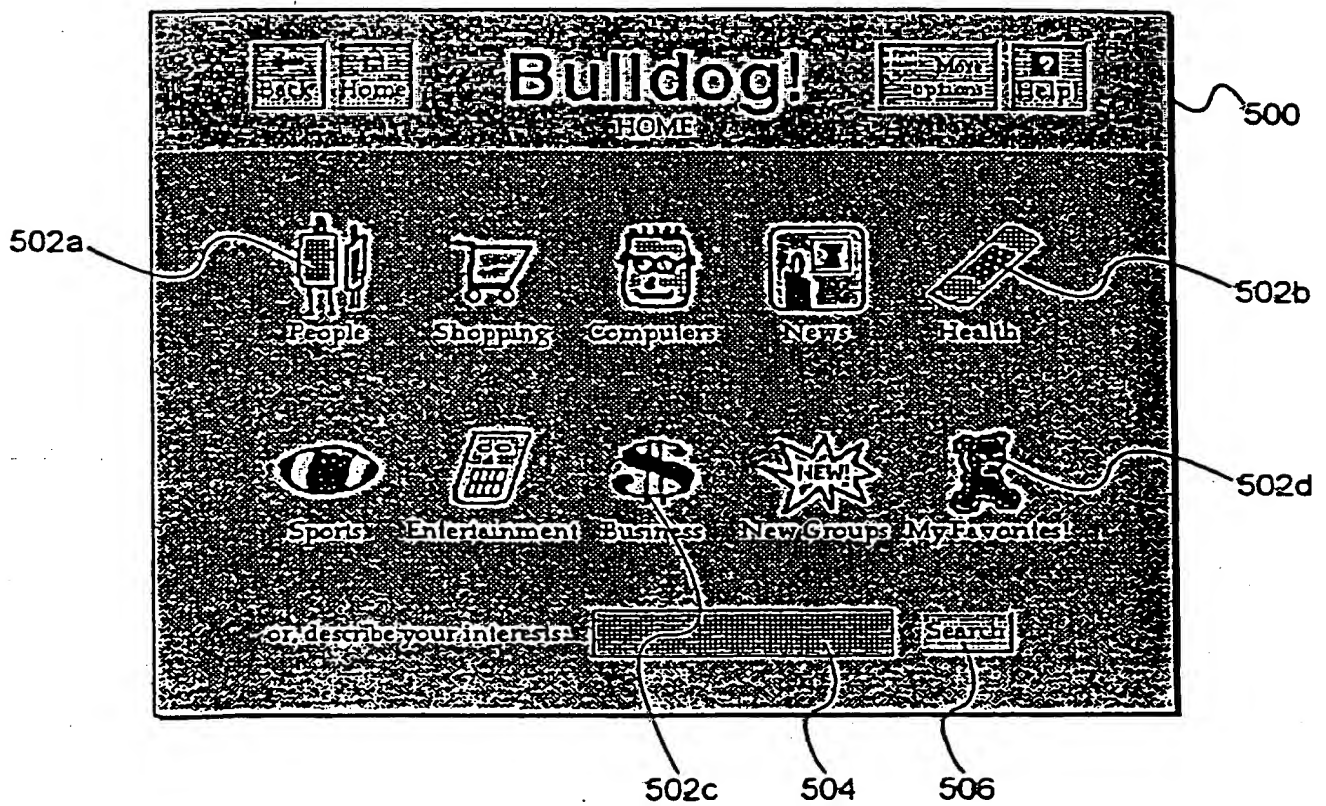 Back Home Bulldog! More options Help!
HOME
500
502a
502b
People Shopping Computers News Health
NEW!
502d
Sports Entertainment Business New Groups My Favorites!
or, describe your interests: Search
502c 504 506